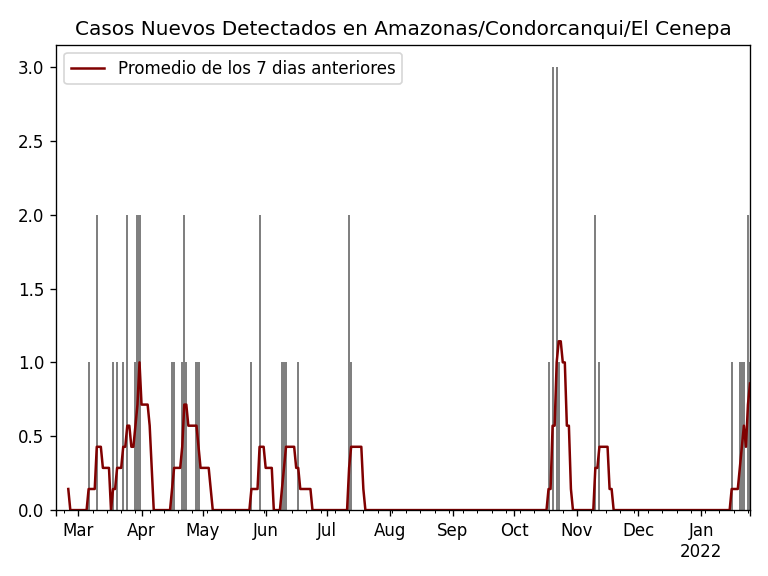 Casos Nuevos Detectados en Amazonas/Condorcanqui/El Cenepa
Promedio de los 7 dias anteriores
3.0
2.5
2.0
1.5
1.0
0.5
0.0
Mar Apr May Jun Jul Aug Sep Oct Nov Dec Jan
2022